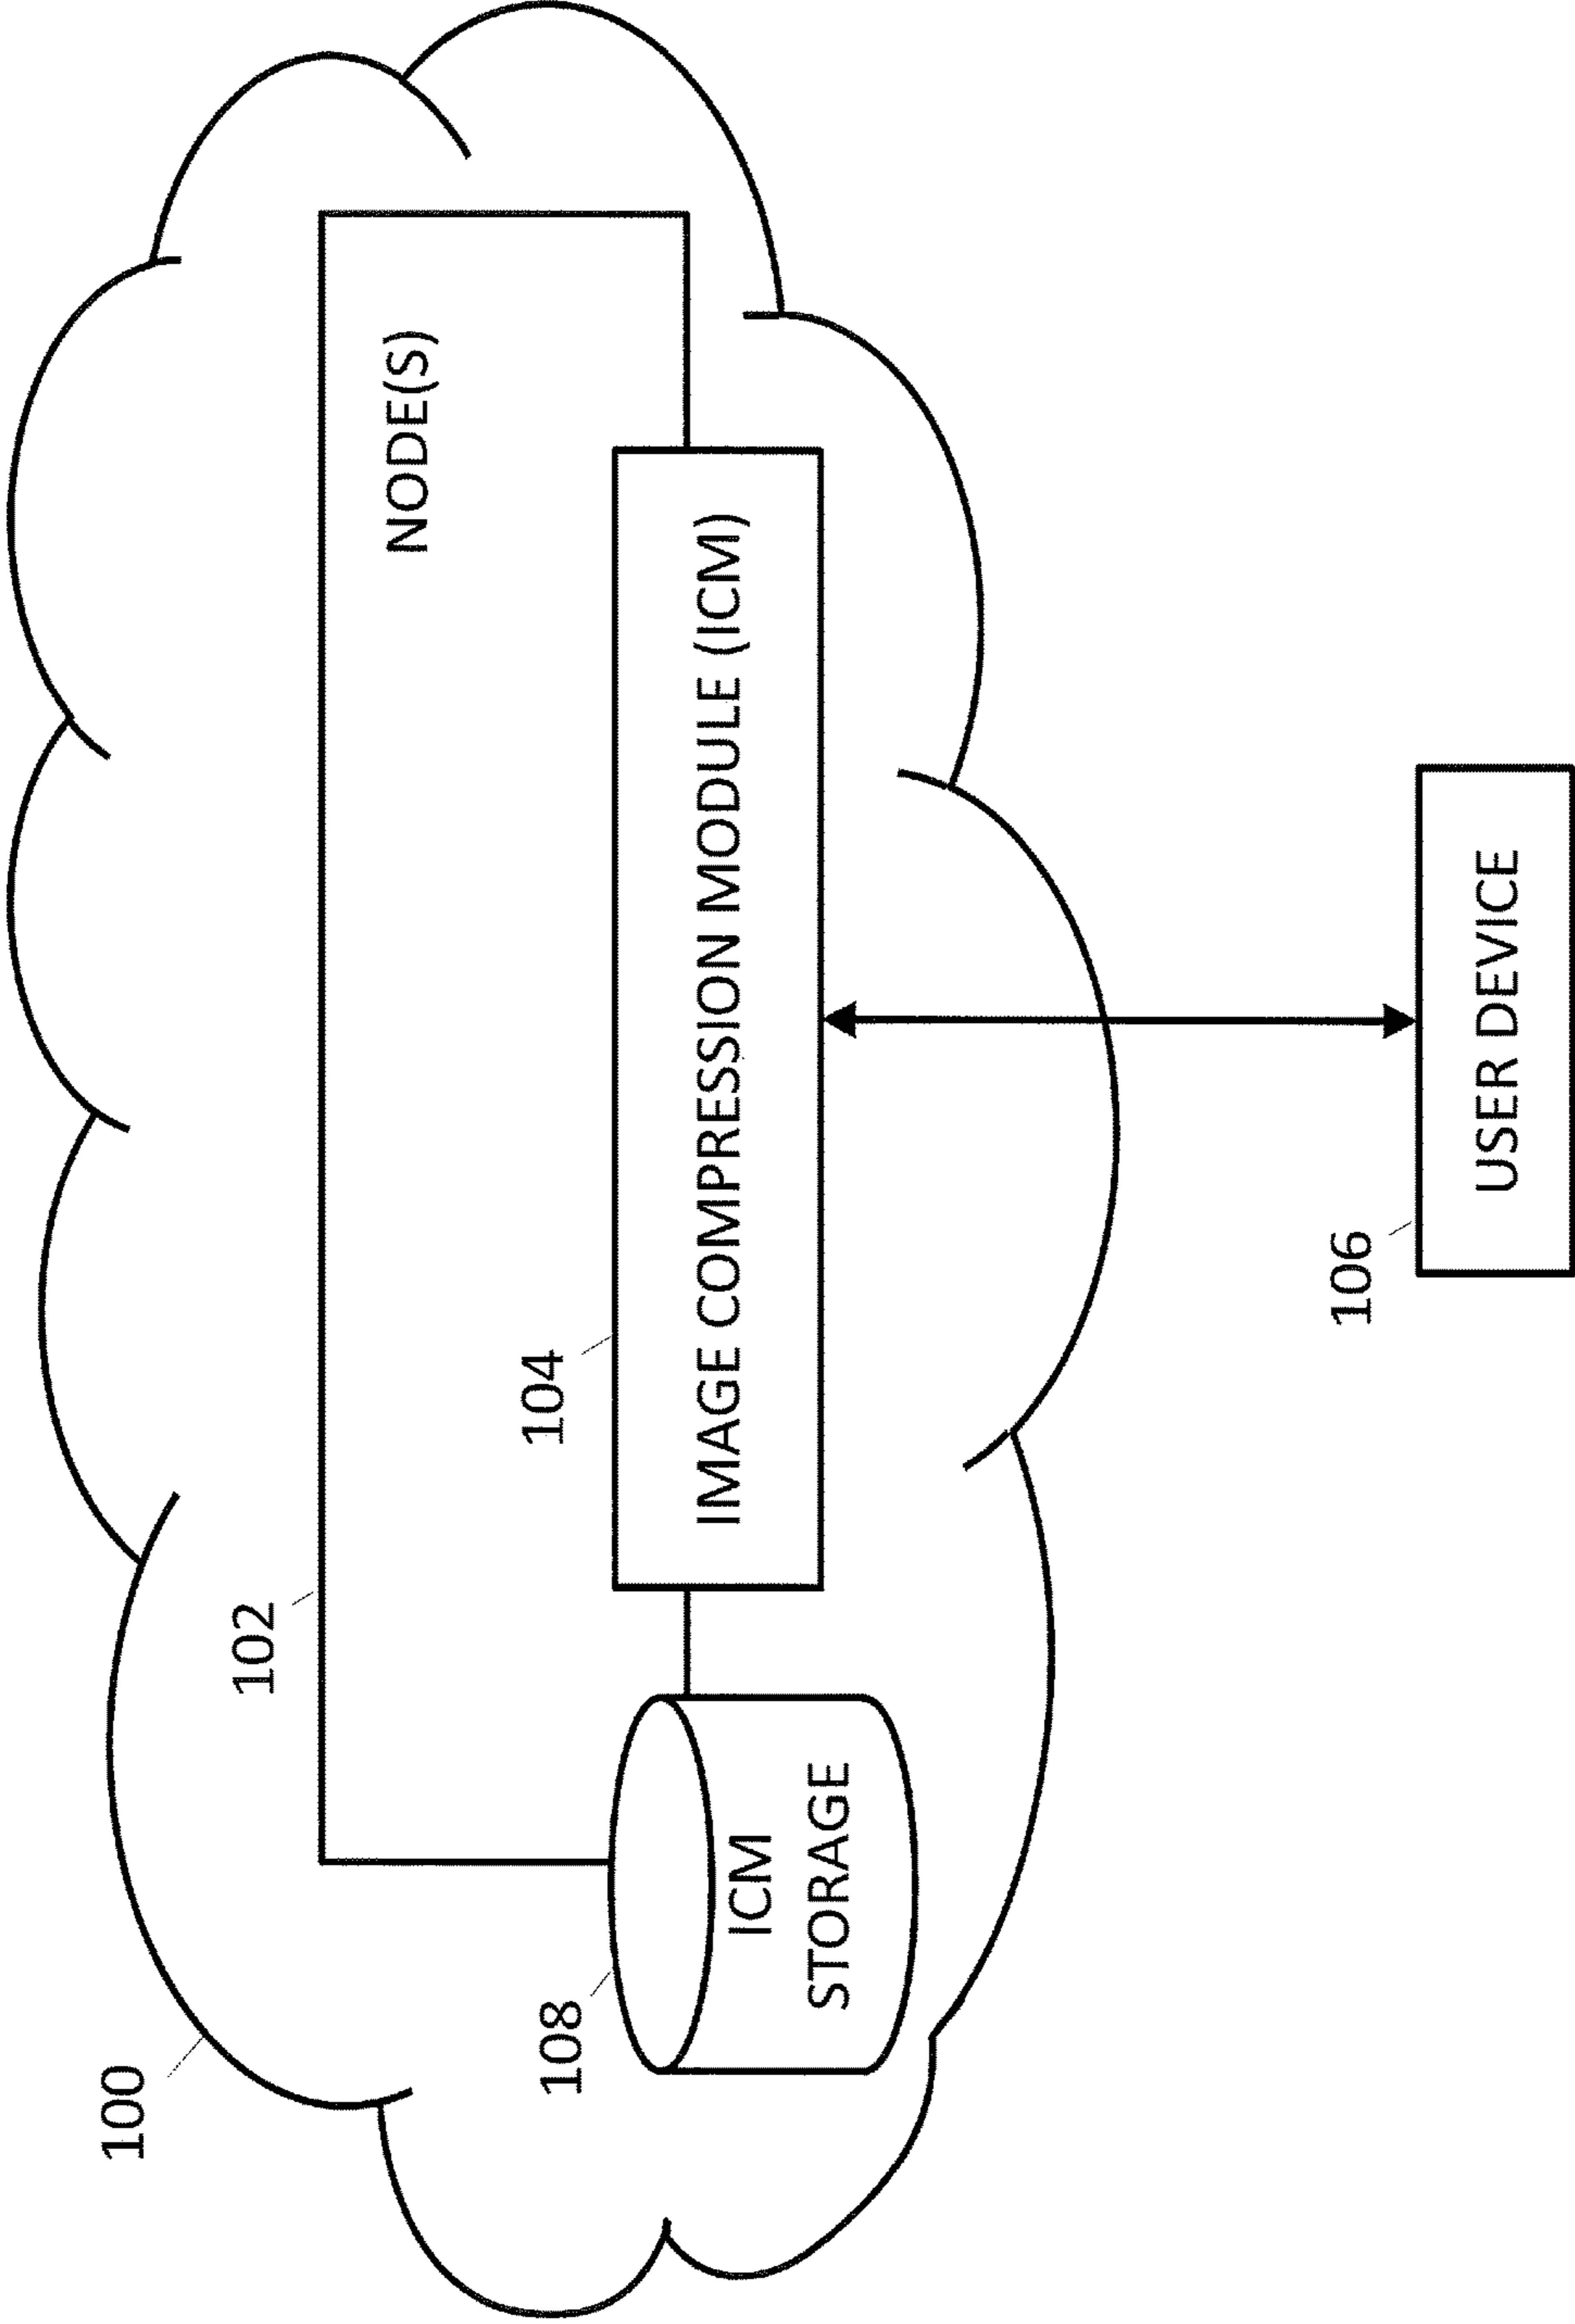 100
102
NODE(S)
104
IMAGE COMPRESSION MODULE (ICM)
108
ICM
STORAGE
106
USER DEVICE